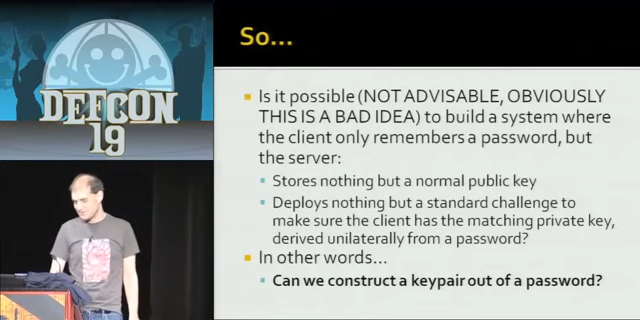 DEFCON
19
So...
Is it possible (NOT ADVISABLE, OBVIOUSLY
THIS IS A BAD IDEA) to build a system where
the client only remembers a password, but
the server:
Stores nothing but a normal public key
Deploys nothing but a standard challenge to
make sure the client has the matching private key,
derived unilaterally from a password?
In other words...
Can we construct a keypair out of a password?